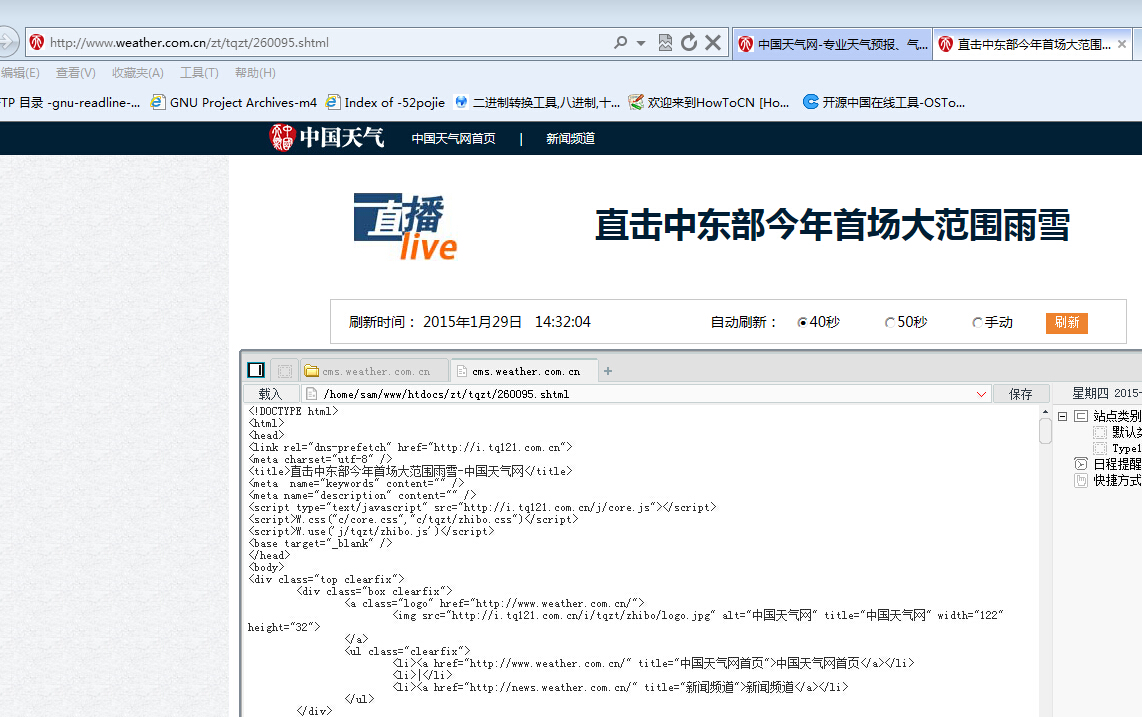 http://www.weather.com.cn/zt/tqzt/260095.shtml
中国天气网-专业天气预报、气...
直击中东部今年首场大范围...
编辑(E) 查看(V) 收藏夹(A) 工具(T) 帮助(H)
TP 目录 -gnu-readline-... GNU Project Archives-m4 Index of -52pojie 二进制转换工具,八进制,十... 欢迎来到HowToCN [Ho... 开源中国在线工具-OSTo...
中国天气 中国天气网首页 | 新闻频道
直播
live
直击中东部今年首场大范围雨雪
刷新时间： 2015年1月29日 14:32:04 自动刷新： 40秒 50秒 手动 刷新
cms.weather.com.cn cms.weather.com.cn +
载入 /home/sam/www/htdocs/zt/tqzt/260095.shtml 保存 星期四 2015-
<!DOCTYPE html>
<html>
<head>
<link rel="dns-prefetch" href="http://i.tq121.com.cn">
<meta charset="utf-8" />
<title>直击中东部今年首场大范围雨雪-中国天气网</title>
<meta  name="keywords" content="" />
<meta name="description" content="" />
<script type="text/javascript" src="http://i.tq121.com.cn/j/core.js"></script>
<script>W.css("c/core.css","c/tqzt/zhibo.css")</script>
<script>W.use('j/tqzt/zhibo.js')</script>
<base target="_blank" />
</head>
<body>
<div class="top clearfix">
<div class="box clearfix">
<a class="logo" href="http://www.weather.com.cn/">
<img src="http://i.tq121.com.cn/i/tqzt/zhibo/logo.jpg" alt="中国天气网" title="中国天气网" width="122"
height="32">
</a>
<ul class="clearfix">
<li><a href="http://www.weather.com.cn/" title="中国天气网首页">中国天气网首页</a></li>
<li>|</li>
<li><a href="http://news.weather.com.cn/" title="新闻频道">新闻频道</a></li>
</ul>
</div>
站点类别
默认类
Type1
日程提醒
快捷方式